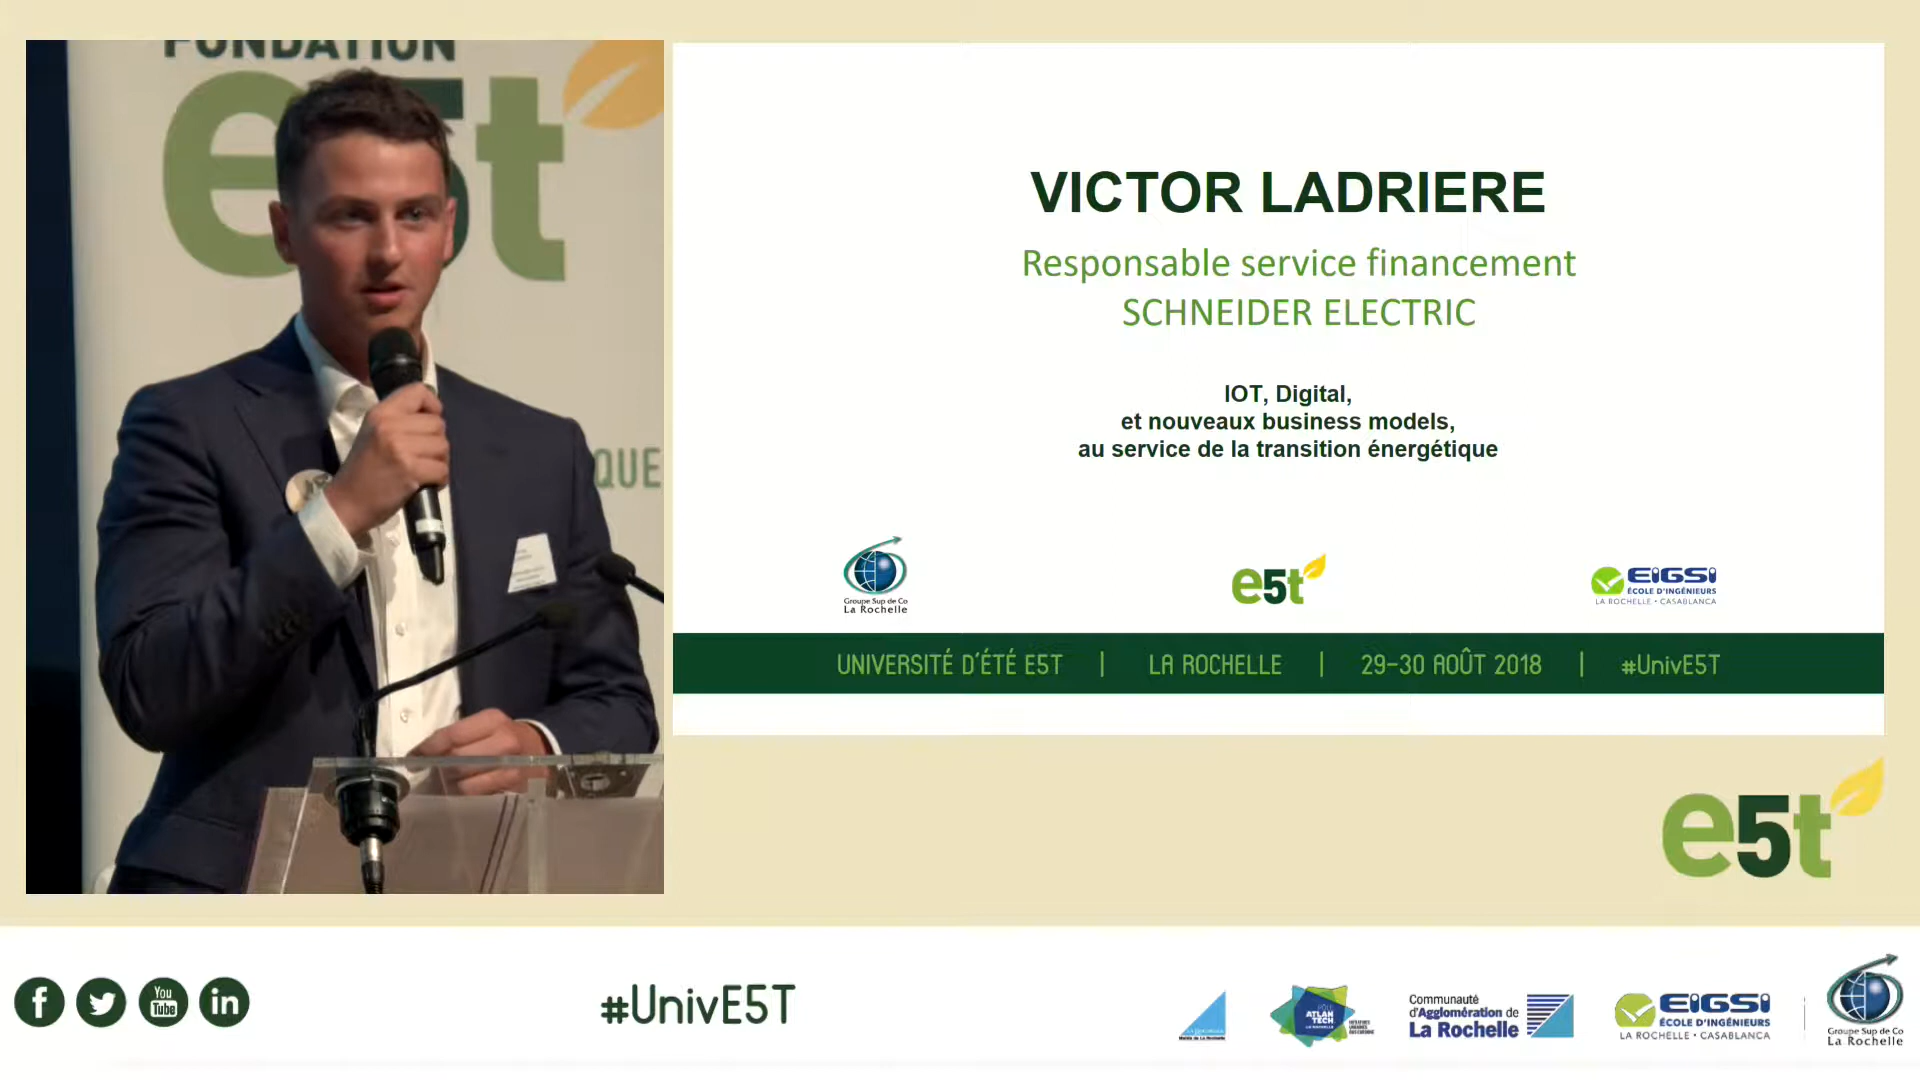 FONDATION
e5t
QUE
VICTOR LADRIERE
Responsable service financement
SCHNEIDER ELECTRIC
IOT, Digital,
et nouveaux business models,
au service de la transition énergétique
Groupe Sup de Co
La Rochelle
e5t
EIGSI
ÉCOLE D'INGÉNIEURS
LA ROCHELLE • CASABLANCA
UNIVERSITÉ D'ÉTÉ E5T | LA ROCHELLE | 29-30 AOÛT 2018 | #UnivE5T
e5t
You
Tube
in
#UnivE5T
ATLAN
TECH
LA ROCHELLE
Communauté
d'Agglomération de
La Rochelle
EIGSI
ÉCOLE D'INGÉNIEURS
LA ROCHELLE • CASABLANCA
Groupe Sup de Co
La Rochelle